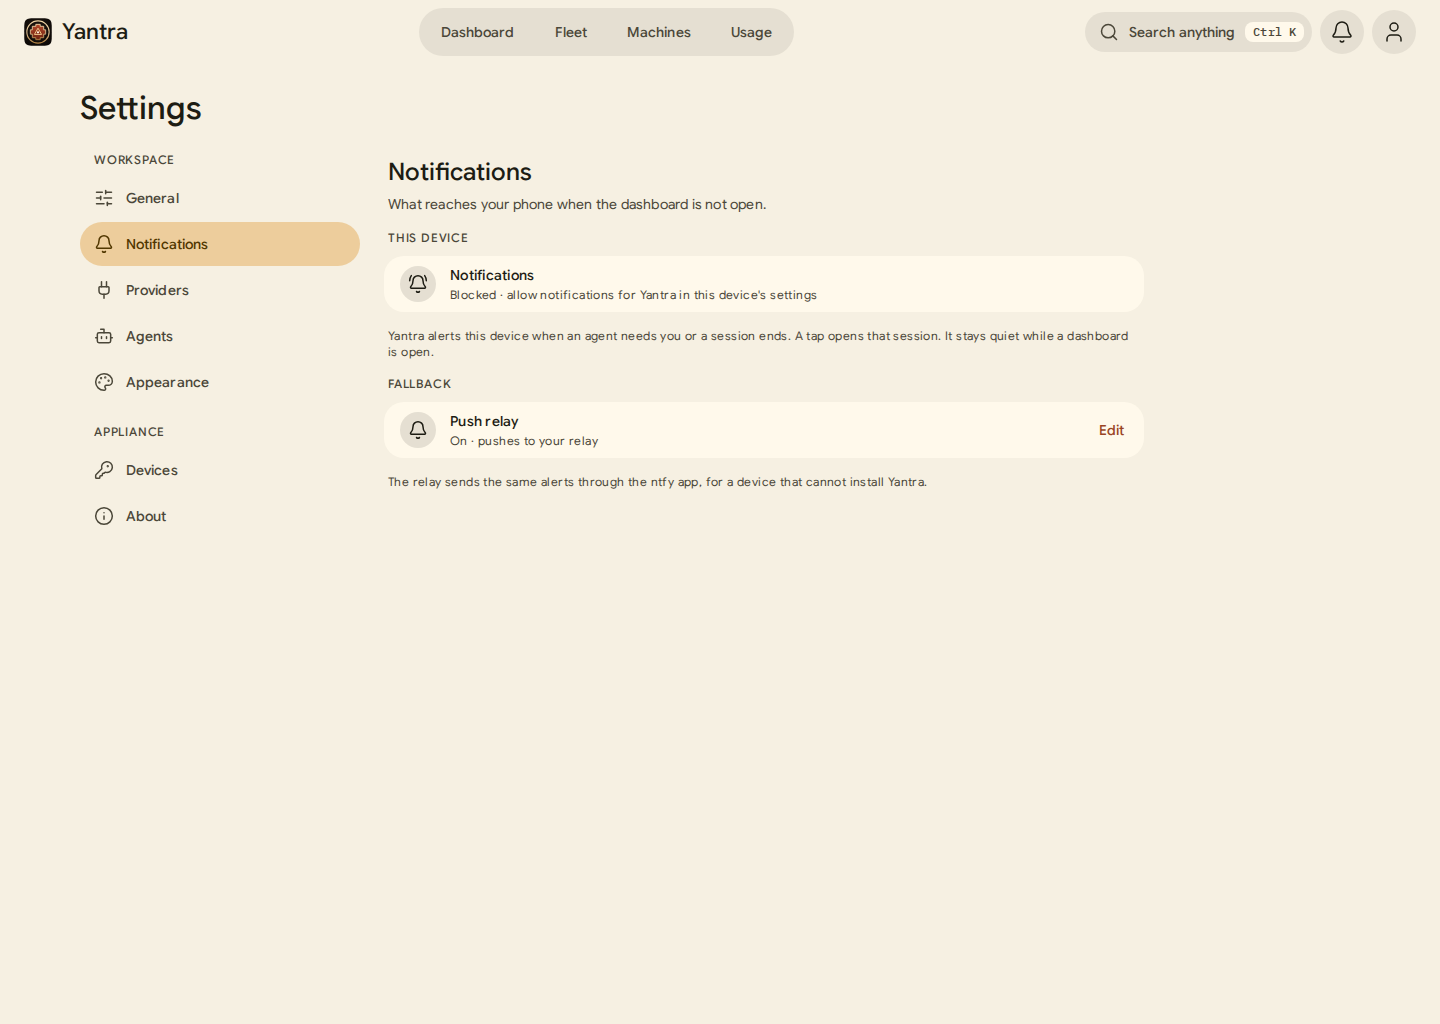 Yantra
Dashboard
Fleet
Machines
Usage
Search anything
Ctrl K
Settings
WORKSPACE
General
Notifications
Providers
Agents
Appearance
APPLIANCE
Devices
About
Notifications
What reaches your phone when the dashboard is not open.
THIS DEVICE
Notifications
Blocked · allow notifications for Yantra in this device's settings
Yantra alerts this device when an agent needs you or a session ends. A tap opens that session. It stays quiet while a dashboard
is open.
FALLBACK
Push relay
On · pushes to your relay
Edit
The relay sends the same alerts through the ntfy app, for a device that cannot install Yantra.